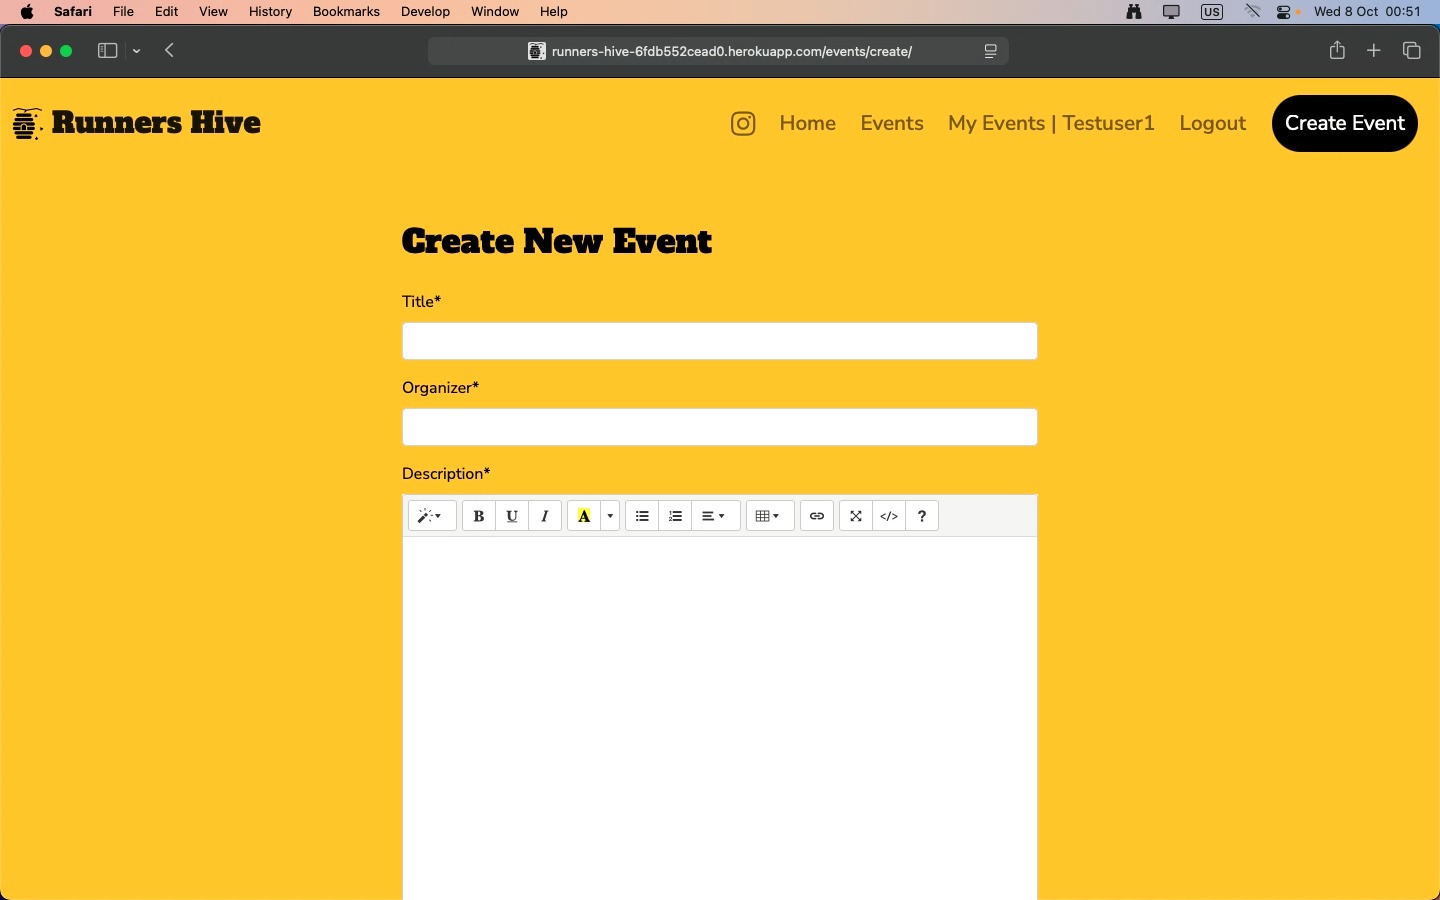 Safari File Edit View History Bookmarks Develop Window Help US Wed 8 Oct 00:51
runners-hive-6fdb552cead0.herokuapp.com/events/create/
Runners Hive Home Events My Events | Testuser1 Logout Create Event
Create New Event
Title*
Organizer*
Description*
B U I A </> ?